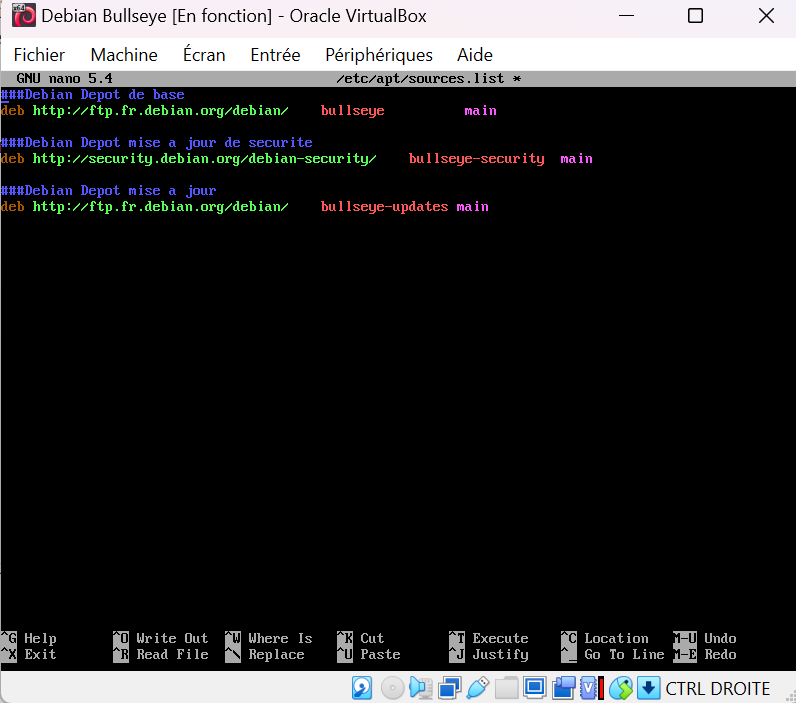 Debian Bullseye [En fonction] - Oracle VirtualBox
Fichier Machine Écran Entrée Périphériques Aide
GNU nano 5.4 /etc/apt/sources.list *
###Debian Depot de base
deb http://ftp.fr.debian.org/debian/ bullseye main
###Debian Depot mise a jour de securite
deb http://security.debian.org/debian-security/ bullseye-security main
###Debian Depot mise a jour
deb http://ftp.fr.debian.org/debian/ bullseye-updates main
^G Help ^O Write Out ^W Where Is ^K Cut ^T Execute ^C Location M-U Undo
^X Exit ^R Read File ^\ Replace ^U Paste ^J Justify ^_ Go To Line M-E Redo
CTRL DROITE